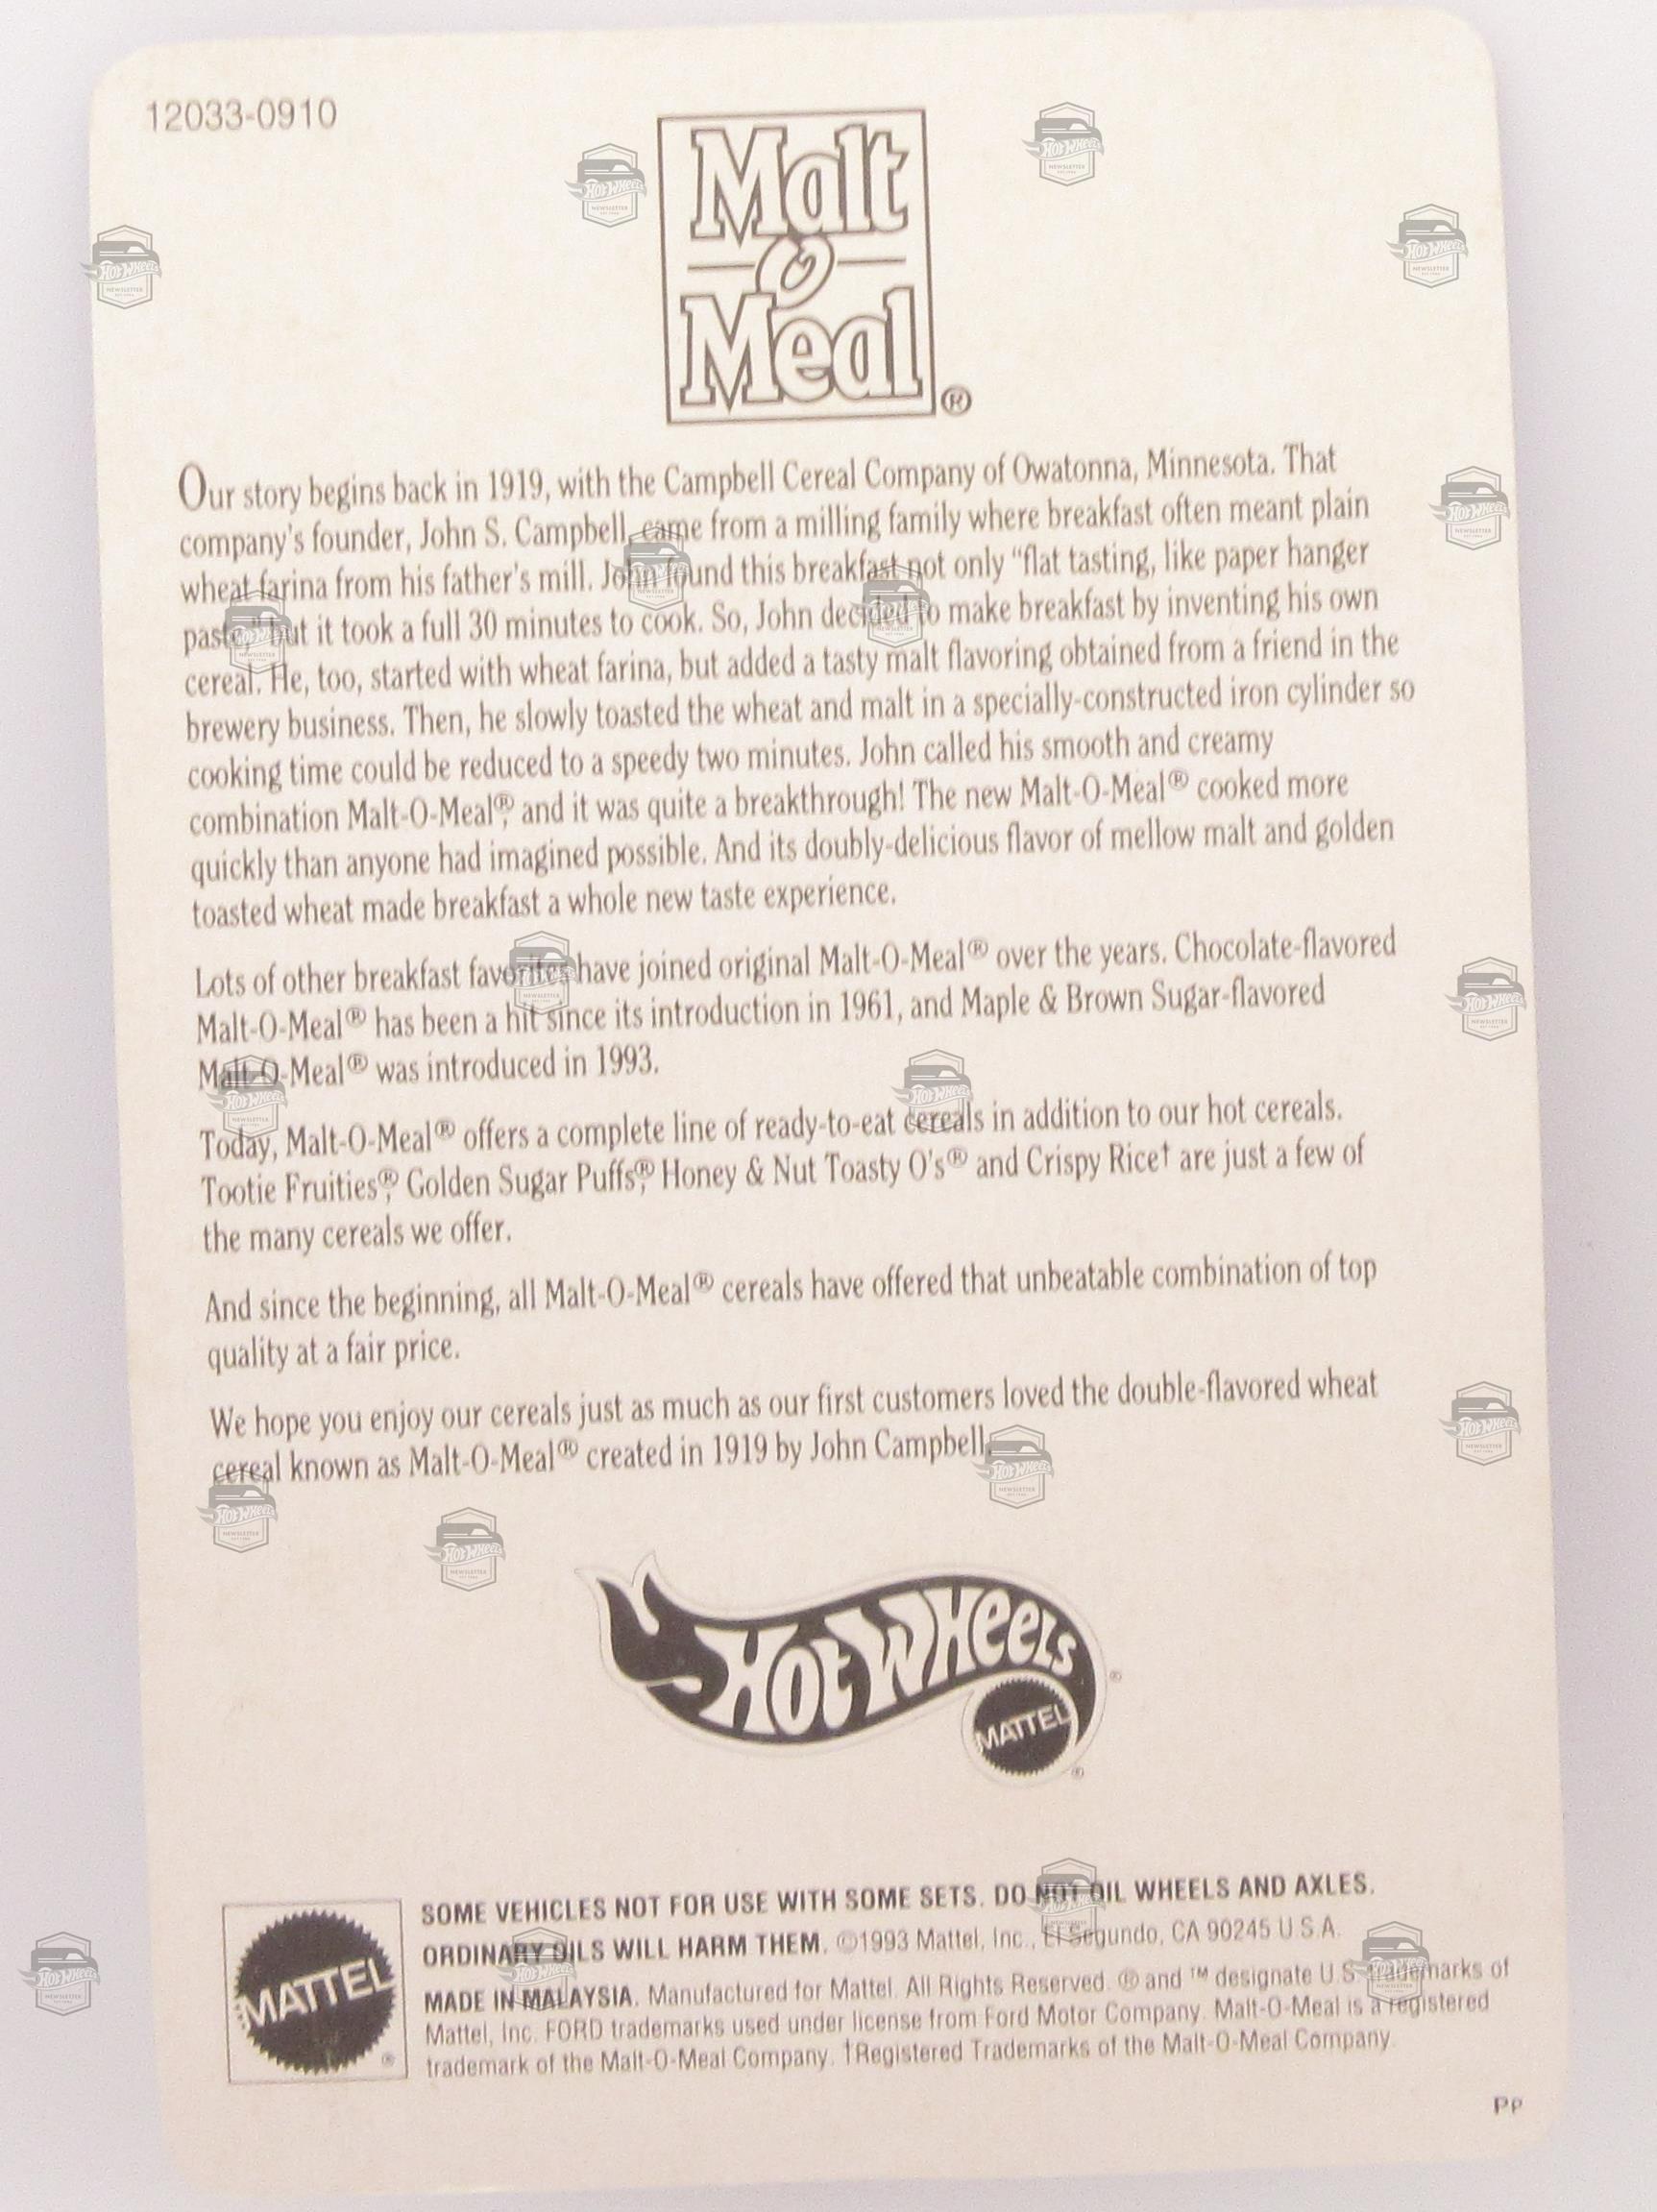 12033-0910
Malt
O
Meal®
Our story begins back in 1919, with the Campbell Cereal Company of Owatonna, Minnesota. That
company's founder, John S. Campbell, came from a milling family where breakfast often meant plain
wheat farina from his father's mill. John found this breakfast not only “flat tasting, like paper hanger
paste,” but it took a full 30 minutes to cook. So, John decided to make breakfast by inventing his own
cereal. He, too, started with wheat farina, but added a tasty malt flavoring obtained from a friend in the
brewery business. Then, he slowly toasted the wheat and malt in a specially-constructed iron cylinder so
cooking time could be reduced to a speedy two minutes. John called his smooth and creamy
combination Malt-O-Meal®, and it was quite a breakthrough! The new Malt-O-Meal® cooked more
quickly than anyone had imagined possible. And its doubly-delicious flavor of mellow malt and golden
toasted wheat made breakfast a whole new taste experience.
Lots of other breakfast favorites have joined original Malt-O-Meal® over the years. Chocolate-flavored
Malt-O-Meal® has been a hit since its introduction in 1961, and Maple & Brown Sugar-flavored
Malt-O-Meal® was introduced in 1993.
Today, Malt-O-Meal® offers a complete line of ready-to-eat cereals in addition to our hot cereals.
Tootie Fruities®, Golden Sugar Puffs®, Honey & Nut Toasty O's® and Crispy Rice† are just a few of
the many cereals we offer.
And since the beginning, all Malt-O-Meal® cereals have offered that unbeatable combination of top
quality at a fair price.
We hope you enjoy our cereals just as much as our first customers loved the double-flavored wheat
cereal known as Malt-O-Meal® created in 1919 by John Campbell.
Hot Wheels®
MATTEL®
MATTEL®
SOME VEHICLES NOT FOR USE WITH SOME SETS. DO NOT OIL WHEELS AND AXLES.
ORDINARY OILS WILL HARM THEM. ©1993 Mattel, Inc., El Segundo, CA 90245 U.S.A.
MADE IN MALAYSIA. Manufactured for Mattel. All Rights Reserved. ® and ™ designate U.S. Trademarks of
Mattel, Inc. FORD trademarks used under license from Ford Motor Company. Malt-O-Meal is a registered
trademark of the Malt-O-Meal Company. †Registered Trademarks of the Malt-O-Meal Company.
PP